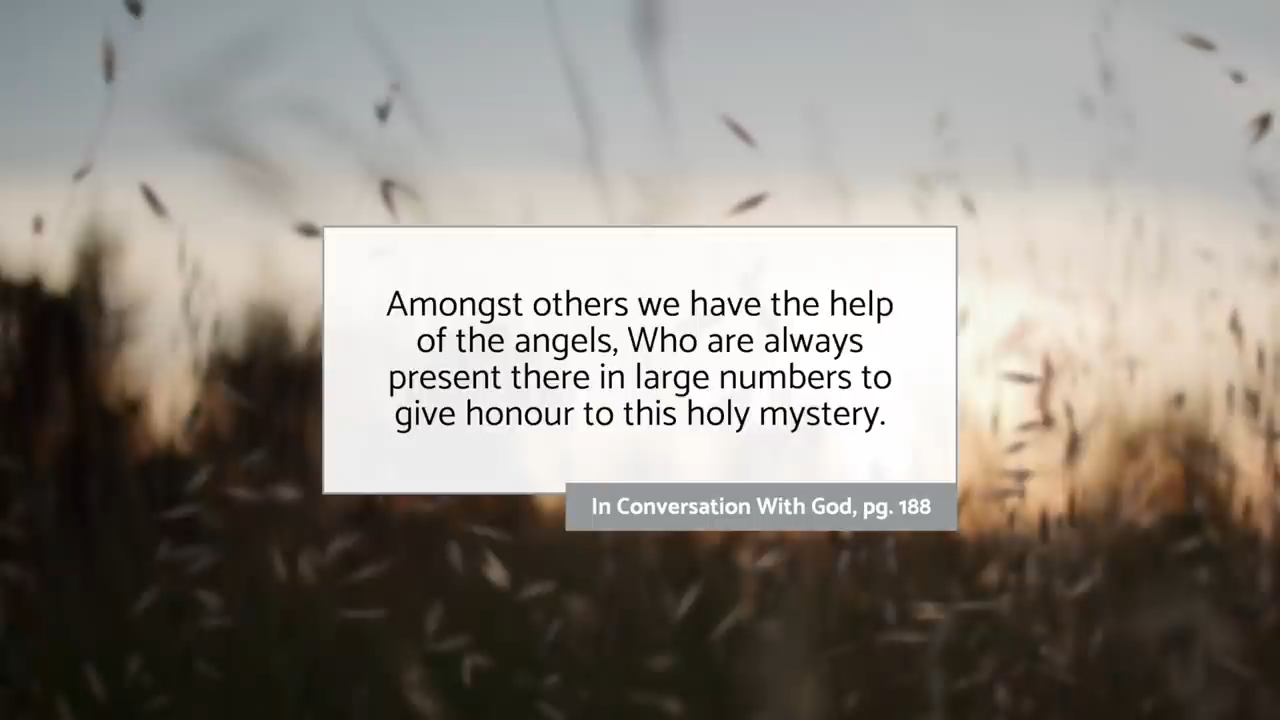 Amongst others we have the help
of the angels, Who are always
present there in large numbers to
give honour to this holy mystery.
In Conversation With God, pg. 188